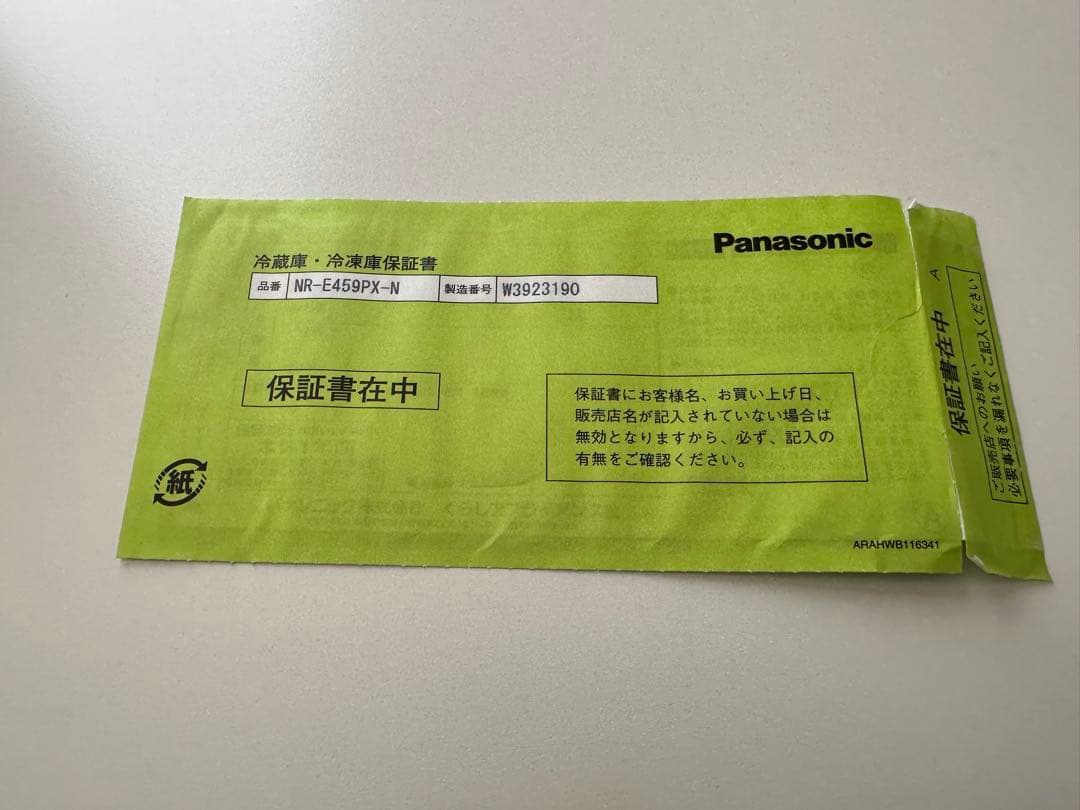 Panasonic
冷蔵庫・冷凍庫保証書
品番 NR-E459PX-N 製造番号 W3923190
保証書在中
保証書にお客様名、お買い上げ日、
販売店名が記入されていない場合は
無効となりますから、必ず、記入の
有無をご確認ください。
紙
ARAHWB116341
A
保証書在中
ご販売店へのお願い
必要事項を漏れなくご記入ください